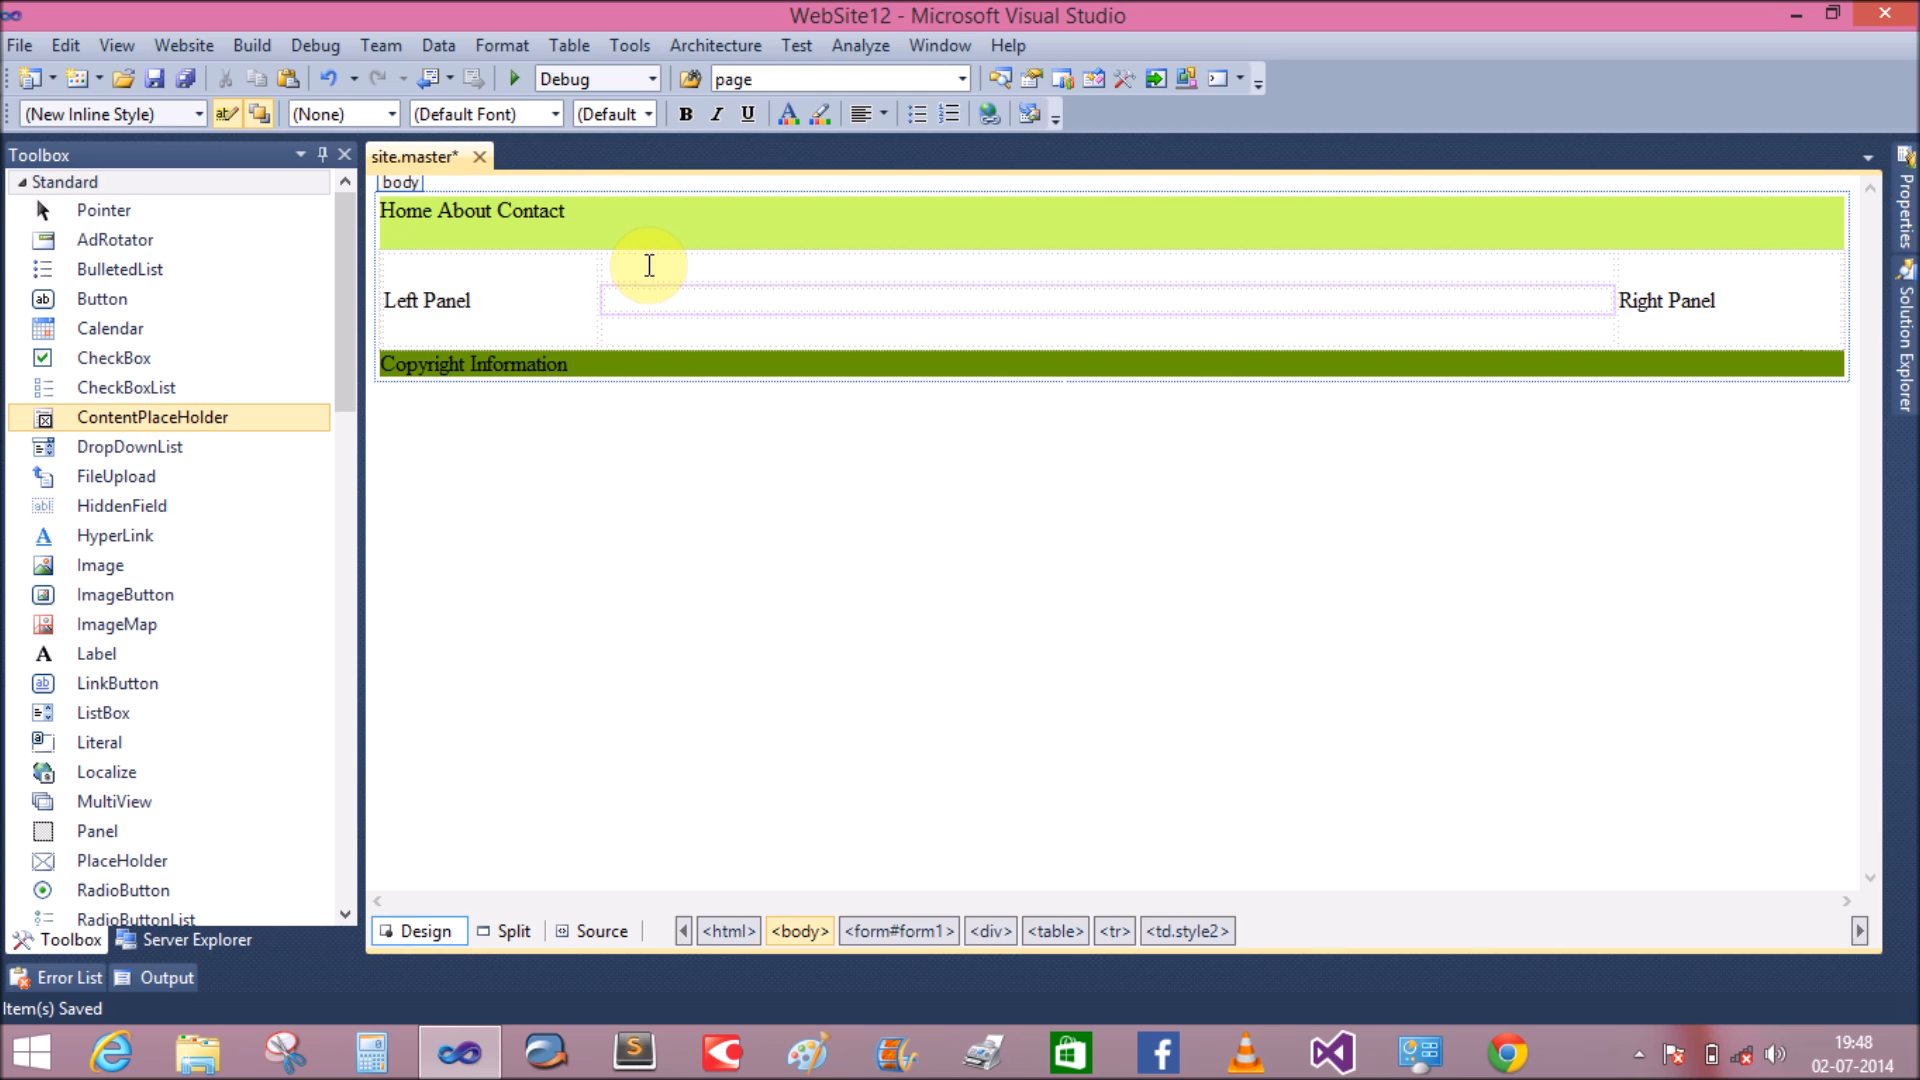 WebSite12 - Microsoft Visual Studio
File Edit View Website Build Debug Team Data Format Table Tools Architecture Test Analyze Window Help
Debug page
(New Inline Style) (None) (Default Font) (Default B I U
Toolbox
site.master*
Standard
body
Pointer
Home About Contact
AdRotator
BulletedList
Button
Left Panel
Right Panel
Calendar
CheckBox
Copyright Information
CheckBoxList
ContentPlaceHolder
DropDownList
FileUpload
HiddenField
HyperLink
Image
ImageButton
ImageMap
Label
LinkButton
ListBox
Literal
Localize
MultiView
Panel
PlaceHolder
RadioButton
RadioButtonList
Properties
Solution Explorer
Design Split Source <html> <body> <form#form1> <div> <table> <tr> <td.style2>
Toolbox Server Explorer
Error List Output
Item(s) Saved
19:48
02-07-2014